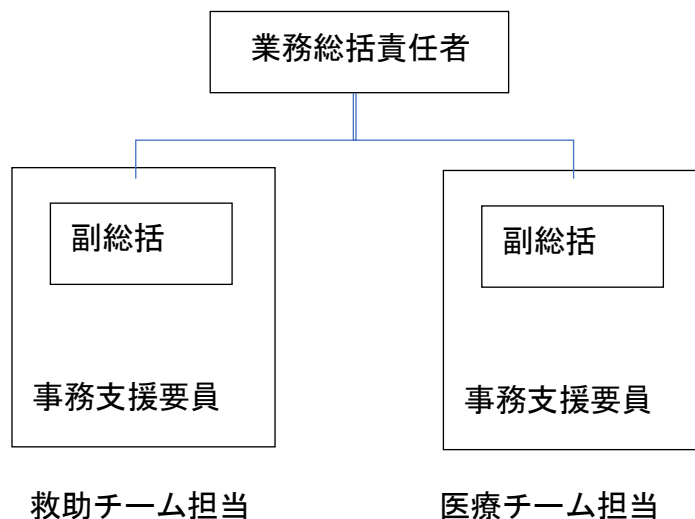 業務総括責任者
副総括
事務支援要員
救助チーム担当
副総括
事務支援要員
医療チーム担当